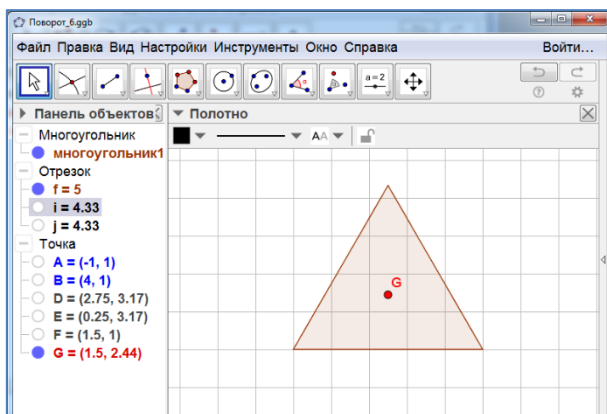 Поворот_6.ggb
Файл Правка Вид Настройки Инструменты Окно Справка Войти...
a=2
Панель объектов Полотно
AA
Многоугольник
многоугольник1
Отрезок
f = 5
i = 4.33
j = 4.33
Точка
A = (-1, 1)
B = (4, 1)
D = (2.75, 3.17)
E = (0.25, 3.17)
F = (1.5, 1)
G = (1.5, 2.44)
G